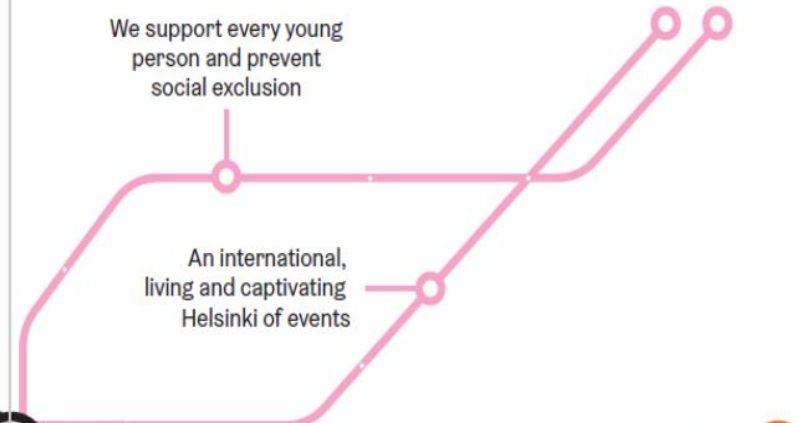 We support every young
person and prevent
social exclusion
An international,
living and captivating
Helsinki of events